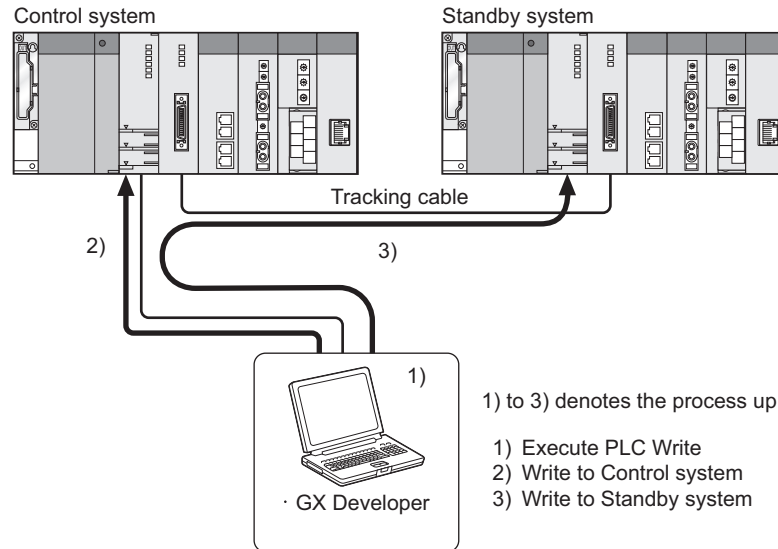 Control system
Standby system
Tracking cable
2)
3)
1)
· GX Developer
1) to 3) denotes the process up
1) Execute PLC Write
2) Write to Control system
3) Write to Standby system